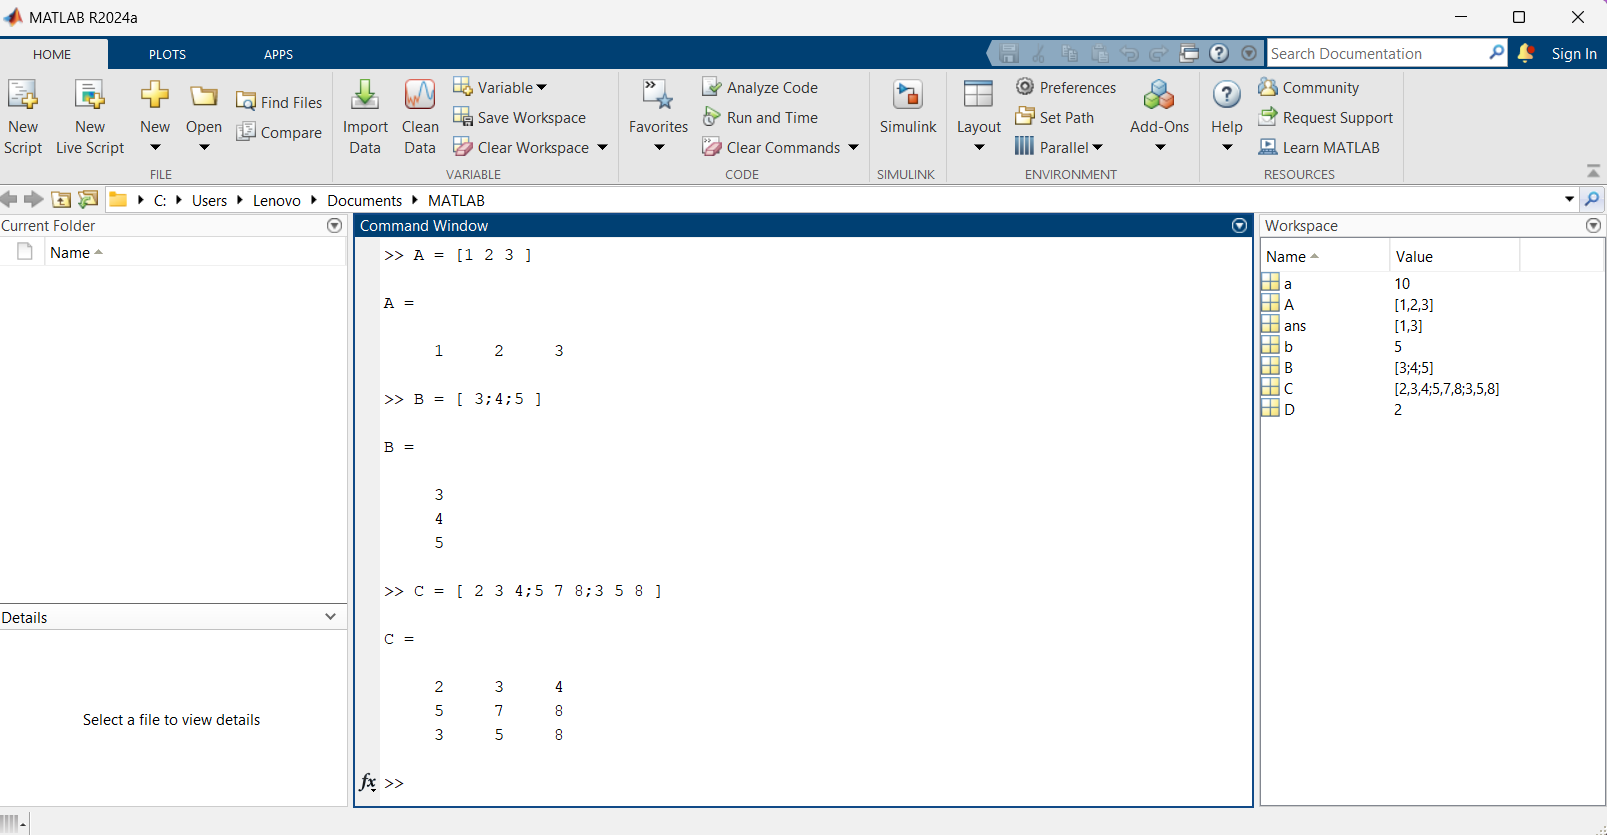 MATLAB R2024a
HOME PLOTS APPS
Search Documentation
Sign In
New Script
New Live Script
New
Open
Find Files
Compare
FILE
Import Data
Clean Data
Variable
Save Workspace
Clear Workspace
VARIABLE
Favorites
Analyze Code
Run and Time
Clear Commands
CODE
Simulink
SIMULINK
Layout
Preferences
Set Path
Parallel
Add-Ons
ENVIRONMENT
Help
Community
Request Support
Learn MATLAB
RESOURCES
C: Users Lenovo Documents MATLAB
Current Folder
Name
Details
Select a file to view details
Command Window
>> A = [1 2 3 ]
A =
1 2 3
>> B = [ 3;4;5 ]
B =
3
4
5
>> C = [ 2 3 4;5 7 8;3 5 8 ]
C =
2 3 4
5 7 8
3 5 8
fx >>
Workspace
Name Value
a 10
A [1,2,3]
ans [1,3]
b 5
B [3;4;5]
C [2,3,4;5,7,8;3,5,8]
D 2